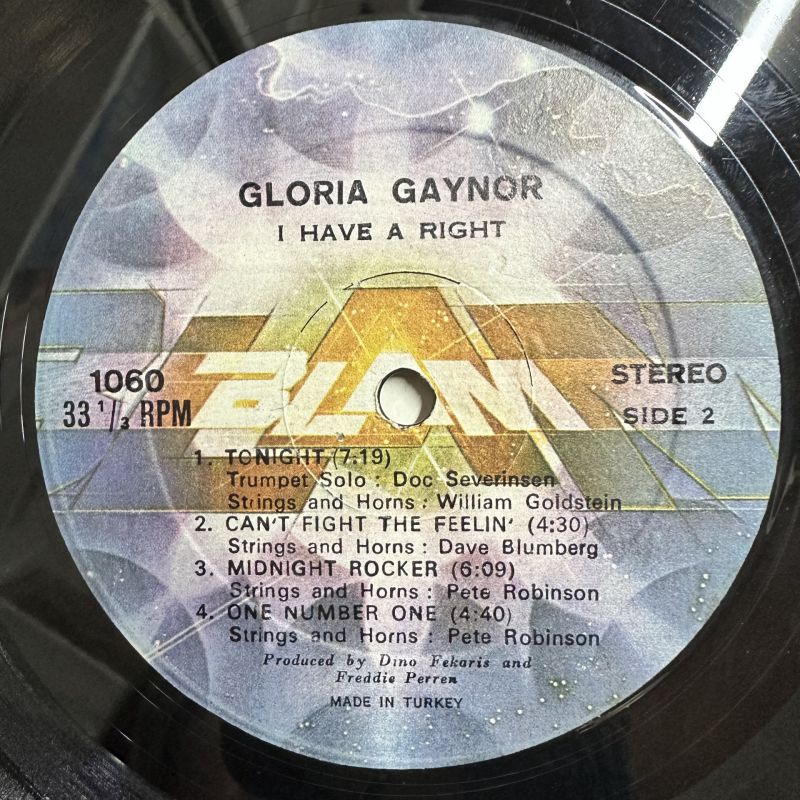 GLORIA GAYNOR
I HAVE A RIGHT
BLAM
1060
33 1/3 RPM
STEREO
SIDE 2
1. TONIGHT (7:19)
Trumpet Solo : Doc Severinsen
Strings and Horns : William Goldstein
2. CAN'T FIGHT THE FEELIN' (4:30)
Strings and Horns : Dave Blumberg
3. MIDNIGHT ROCKER (6:09)
Strings and Horns : Pete Robinson
4. ONE NUMBER ONE (4:40)
Strings and Horns : Pete Robinson
Produced by Dino Fekaris and
Freddie Perren
MADE IN TURKEY